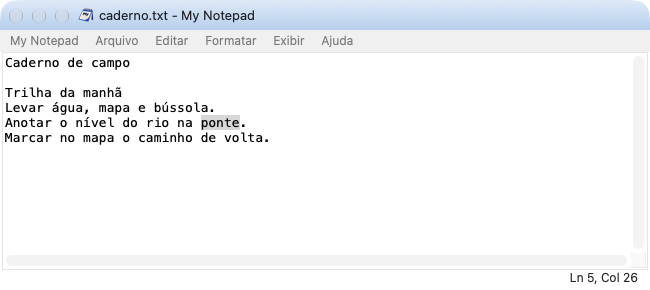 caderno.txt - My Notepad
My Notepad Arquivo Editar Formatar Exibir Ajuda
Caderno de campo
Trilha da manhã
Levar água, mapa e bússola.
Anotar o nível do rio na ponte.
Marcar no mapa o caminho de volta.
Ln 5, Col 26